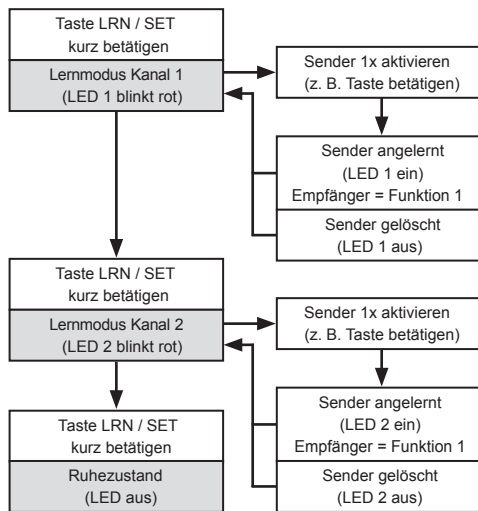 Taste LRN / SET
kurz betätigen
Lernmodus Kanal 1
(LED 1 blinkt rot)
Sender 1x aktivieren
(z. B. Taste betätigen)
Sender angelernt
(LED 1 ein)
Empfänger = Funktion 1
Sender gelöscht
(LED 1 aus)
Taste LRN / SET
kurz betätigen
Lernmodus Kanal 2
(LED 2 blinkt rot)
Sender 1x aktivieren
(z. B. Taste betätigen)
Sender angelernt
(LED 2 ein)
Empfänger = Funktion 1
Sender gelöscht
(LED 2 aus)
Taste LRN / SET
kurz betätigen
Ruhezustand
(LED aus)